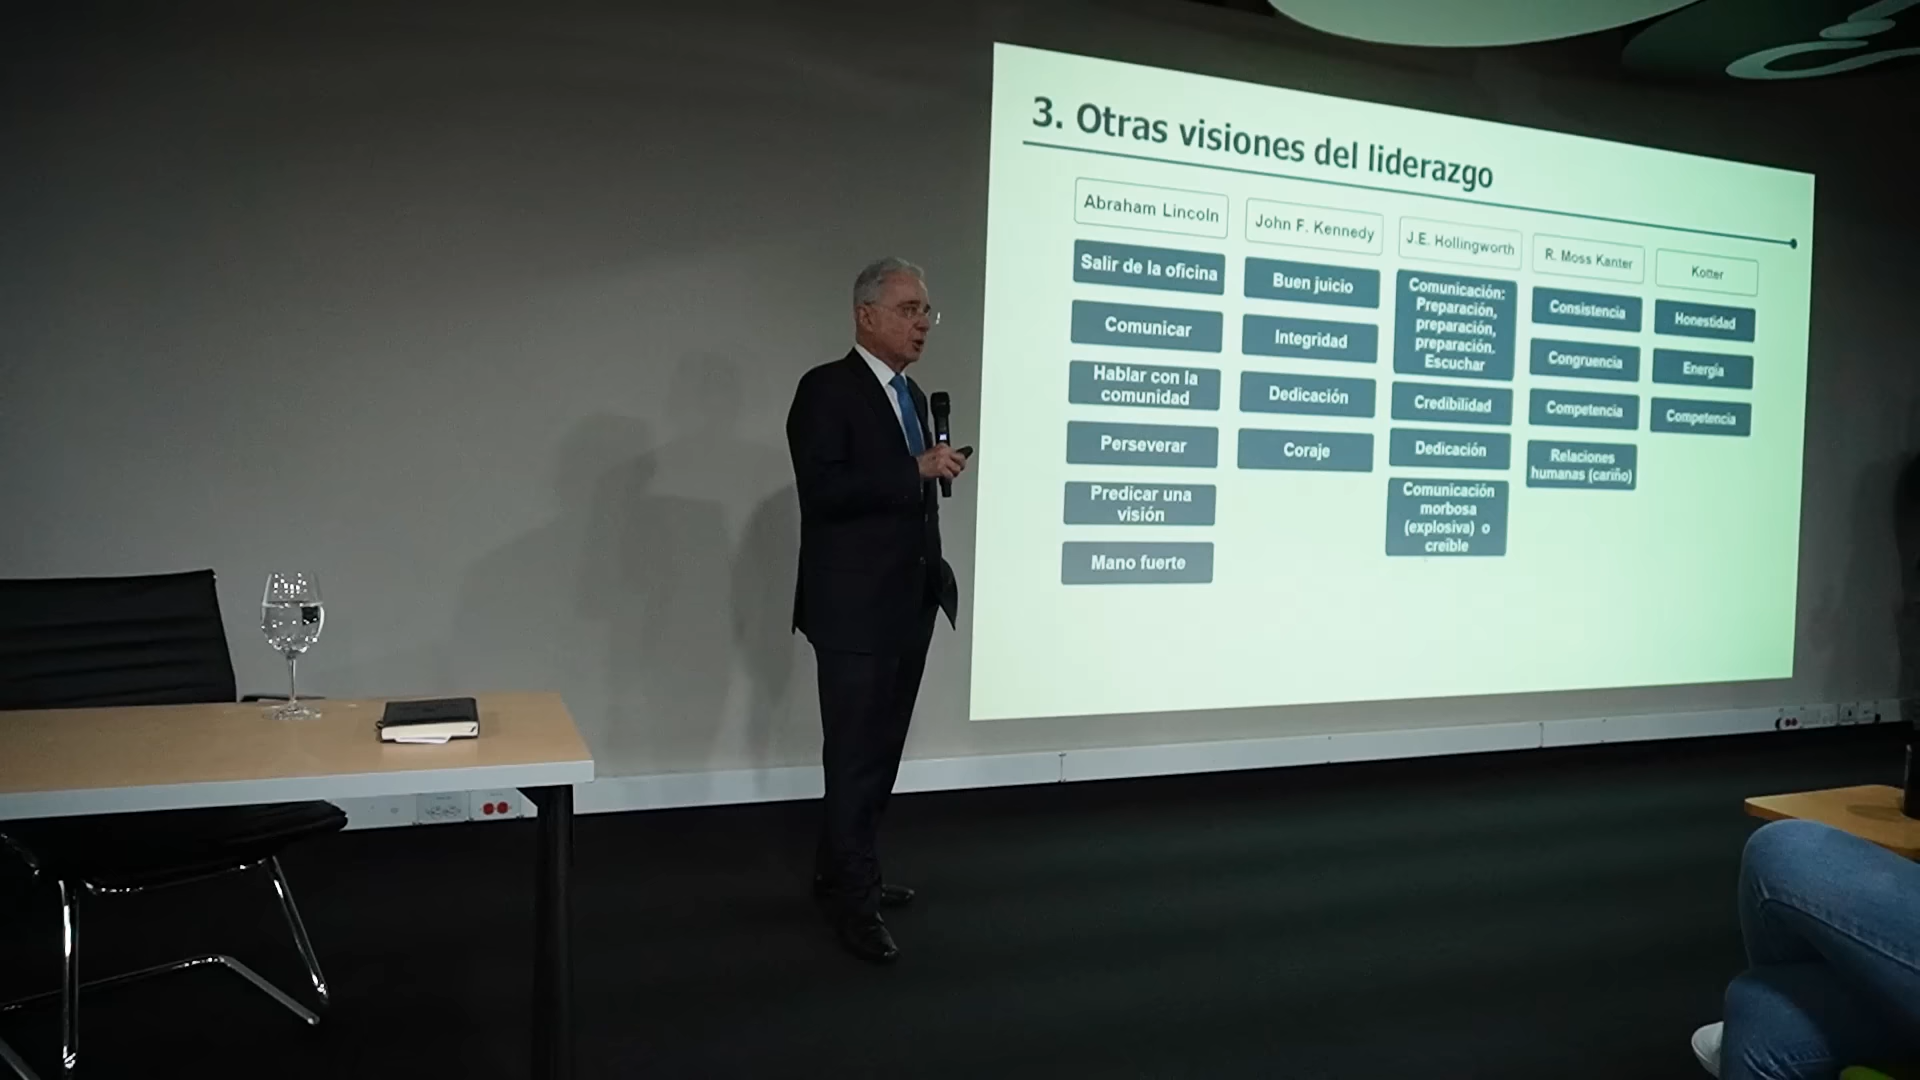 3. Otras visiones del liderazgo
Abraham Lincoln
Salir de la oficina
Comunicar
Hablar con la
comunidad
Perseverar
Predicar una
visión
Mano fuerte
John F. Kennedy
Buen juicio
Integridad
Dedicación
Coraje
J.E. Hollingworth
Comunicación:
Preparación,
preparación,
preparación.
Escuchar
Credibilidad
Dedicación
Comunicación
morbosa
(explosiva) o
creíble
R. Moss Kanter
Consistencia
Congruencia
Competencia
Relaciones
humanas (cariño)
Kotter
Honestidad
Energía
Competencia